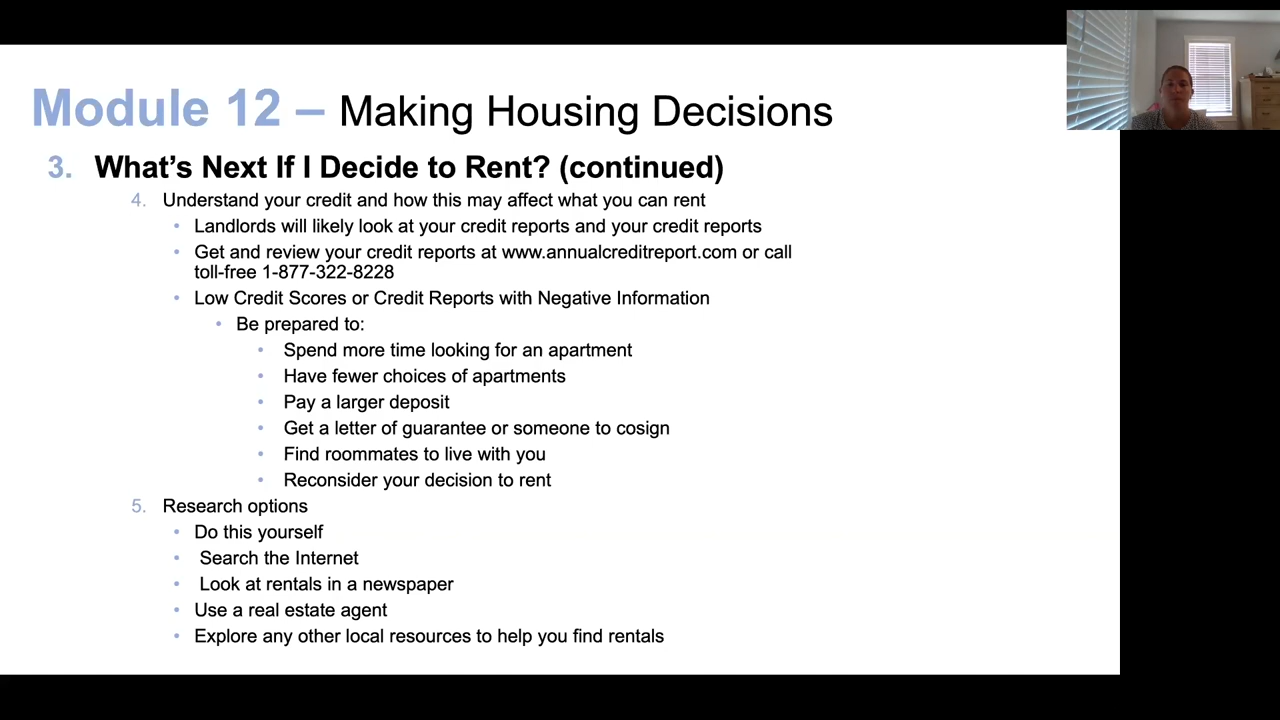 Module 12 – Making Housing Decisions
3. What's Next If I Decide to Rent? (continued)
4. Understand your credit and how this may affect what you can rent
• Landlords will likely look at your credit reports and your credit reports
• Get and review your credit reports at www.annualcreditreport.com or call
toll-free 1-877-322-8228
• Low Credit Scores or Credit Reports with Negative Information
• Be prepared to:
• Spend more time looking for an apartment
• Have fewer choices of apartments
• Pay a larger deposit
• Get a letter of guarantee or someone to cosign
• Find roommates to live with you
• Reconsider your decision to rent
5. Research options
• Do this yourself
• Search the Internet
• Look at rentals in a newspaper
• Use a real estate agent
• Explore any other local resources to help you find rentals